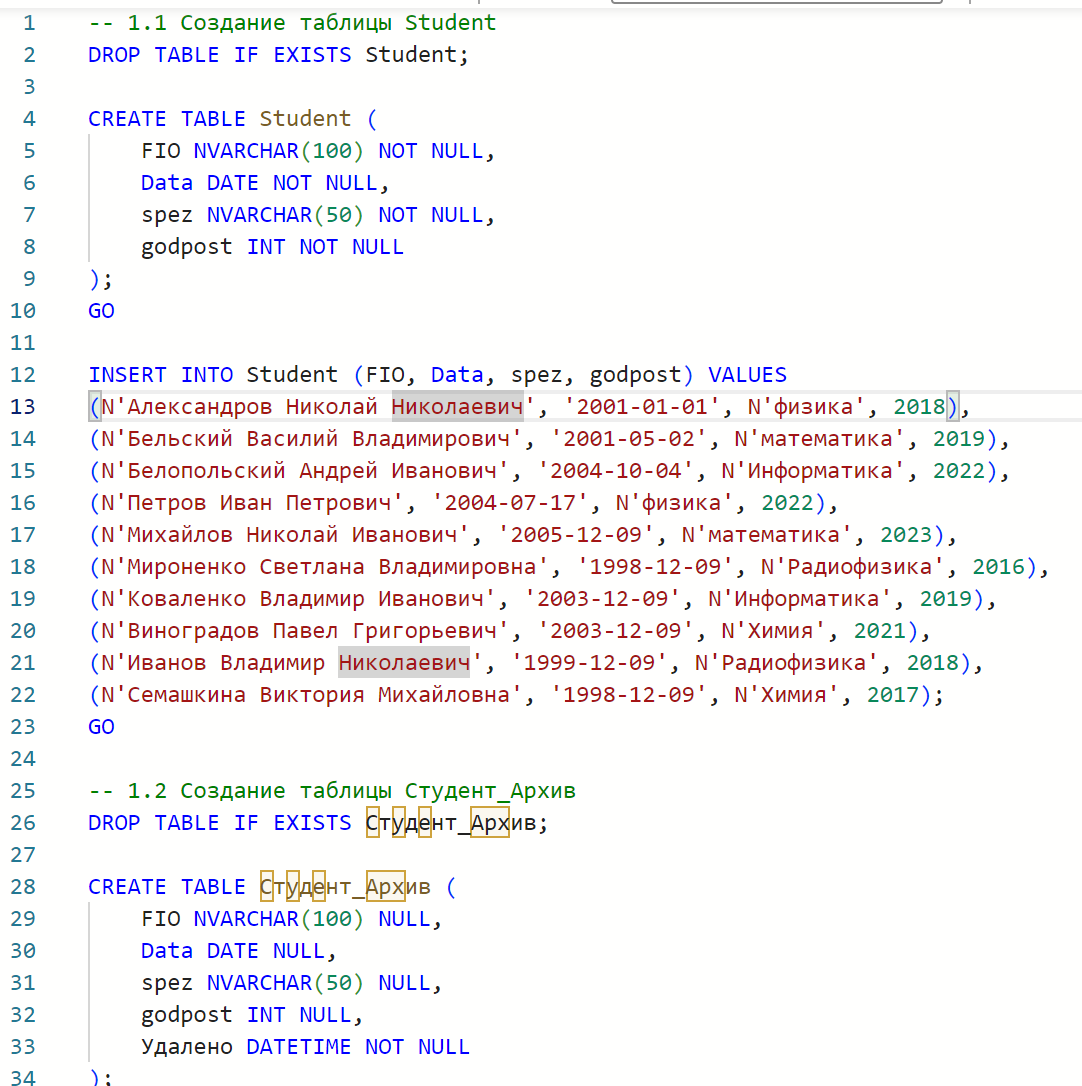 1 -- 1.1 Создание таблицы Student
2 DROP TABLE IF EXISTS Student;
3
4 CREATE TABLE Student (
5 FIO NVARCHAR(100) NOT NULL,
6 Data DATE NOT NULL,
7 spez NVARCHAR(50) NOT NULL,
8 godpost INT NOT NULL
9 );
10 GO
11
12 INSERT INTO Student (FIO, Data, spez, godpost) VALUES
13 (N'Александров Николай Николаевич', '2001-01-01', N'физика', 2018),
14 (N'Бельский Василий Владимирович', '2001-05-02', N'математика', 2019),
15 (N'Белопольский Андрей Иванович', '2004-10-04', N'Информатика', 2022),
16 (N'Петров Иван Петрович', '2004-07-17', N'физика', 2022),
17 (N'Михайлов Николай Иванович', '2005-12-09', N'математика', 2023),
18 (N'Мироненко Светлана Владимировна', '1998-12-09', N'Радиофизика', 2016),
19 (N'Коваленко Владимир Иванович', '2003-12-09', N'Информатика', 2019),
20 (N'Виноградов Павел Григорьевич', '2003-12-09', N'Химия', 2021),
21 (N'Иванов Владимир Николаевич', '1999-12-09', N'Радиофизика', 2018),
22 (N'Семашкина Виктория Михайловна', '1998-12-09', N'Химия', 2017);
23 GO
24
25 -- 1.2 Создание таблицы Студент_Архив
26 DROP TABLE IF EXISTS Студент_Архив;
27
28 CREATE TABLE Студент_Архив (
29 FIO NVARCHAR(100) NULL,
30 Data DATE NULL,
31 spez NVARCHAR(50) NULL,
32 godpost INT NULL,
33 Удалено DATETIME NOT NULL
34 );